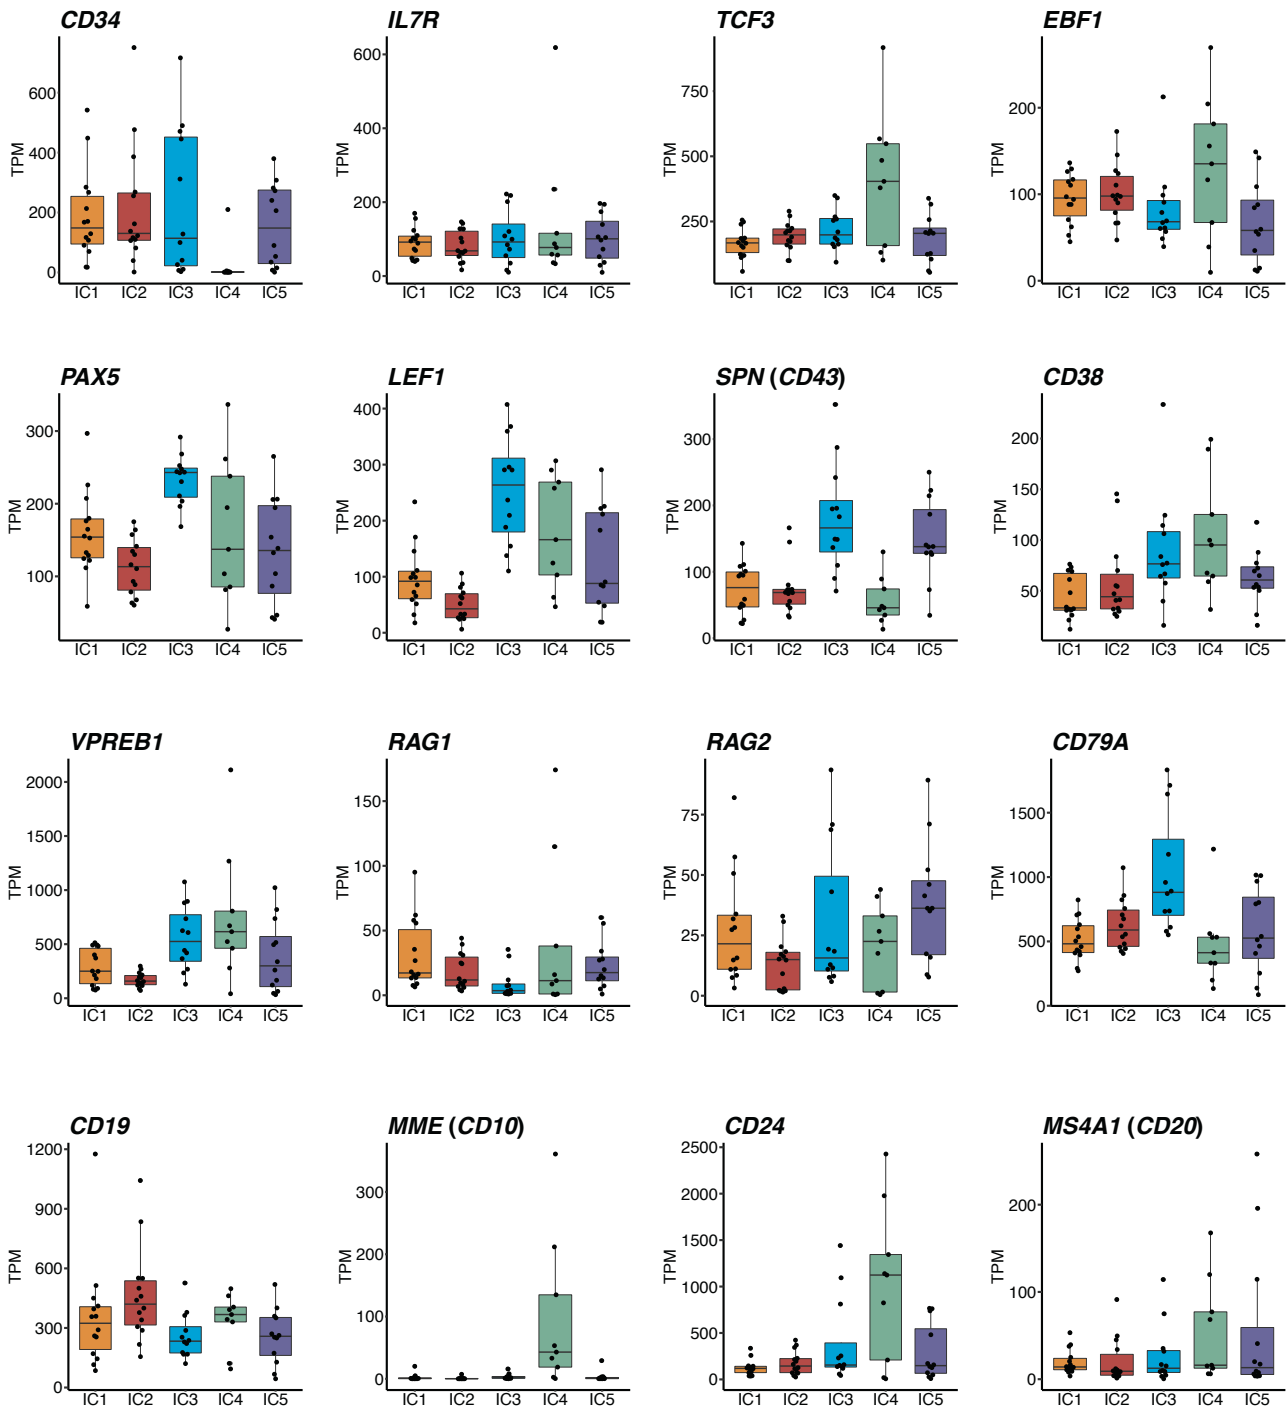 CD34 IL7R TCF3 EBF1
TPM TPM TPM TPM
600 400 200 0
600 400 200 0
750 500 250
200 100 0
IC1 IC2 IC3 IC4 IC5 IC1 IC2 IC3 IC4 IC5 IC1 IC2 IC3 IC4 IC5 IC1 IC2 IC3 IC4 IC5
PAX5 LEF1 SPN (CD43) CD38
TPM TPM TPM TPM
300 200 100
400 300 200 100 0
300 200 100 0
200 150 100 50
IC1 IC2 IC3 IC4 IC5 IC1 IC2 IC3 IC4 IC5 IC1 IC2 IC3 IC4 IC5 IC1 IC2 IC3 IC4 IC5
VPREB1 RAG1 RAG2 CD79A
TPM TPM TPM TPM
2000 1500 1000 500 0
150 100 50 0
75 50 25 0
1500 1000 500 0
IC1 IC2 IC3 IC4 IC5 IC1 IC2 IC3 IC4 IC5 IC1 IC2 IC3 IC4 IC5 IC1 IC2 IC3 IC4 IC5
CD19 MME (CD10) CD24 MS4A1 (CD20)
TPM TPM TPM TPM
1200 900 600 300 0
300 200 100 0
2500 2000 1500 1000 500 0
200 100 0
IC1 IC2 IC3 IC4 IC5 IC1 IC2 IC3 IC4 IC5 IC1 IC2 IC3 IC4 IC5 IC1 IC2 IC3 IC4 IC5